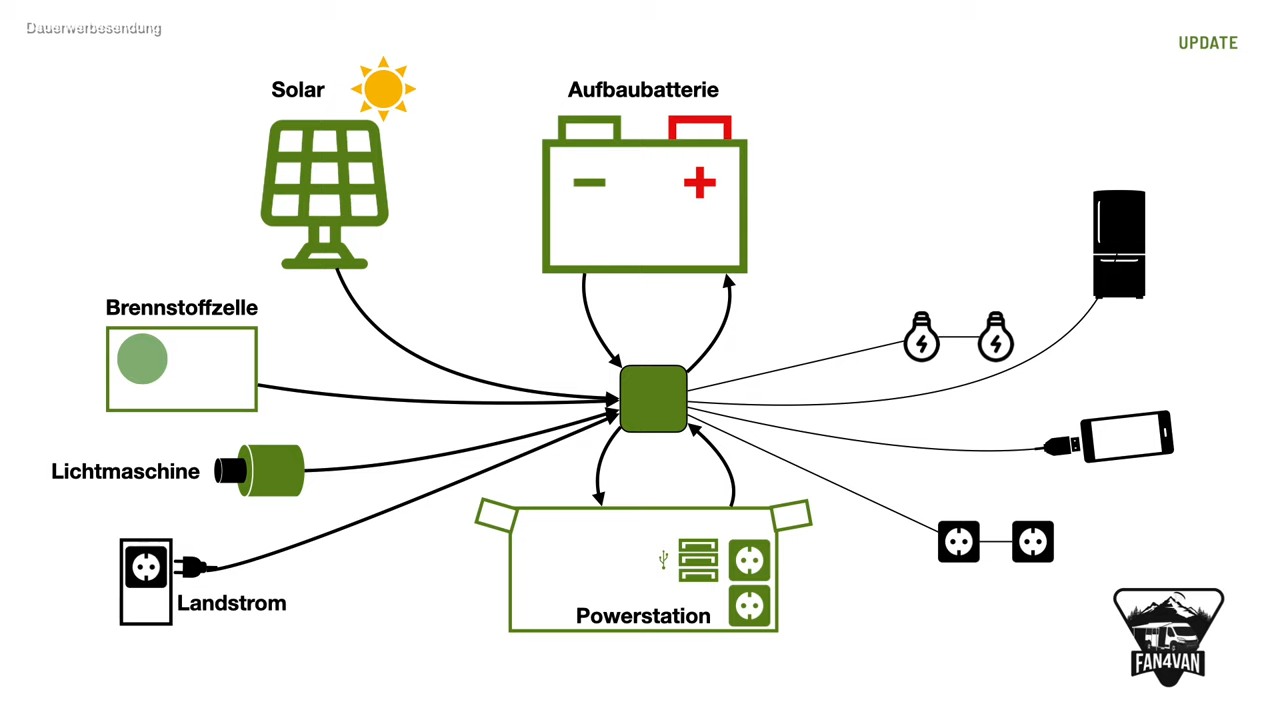 Dauerwerbesendung
UPDATE
Solar
Aufbaubatterie
Brennstoffzelle
Lichtmaschine
Landstrom
Powerstation
FAN4VAN